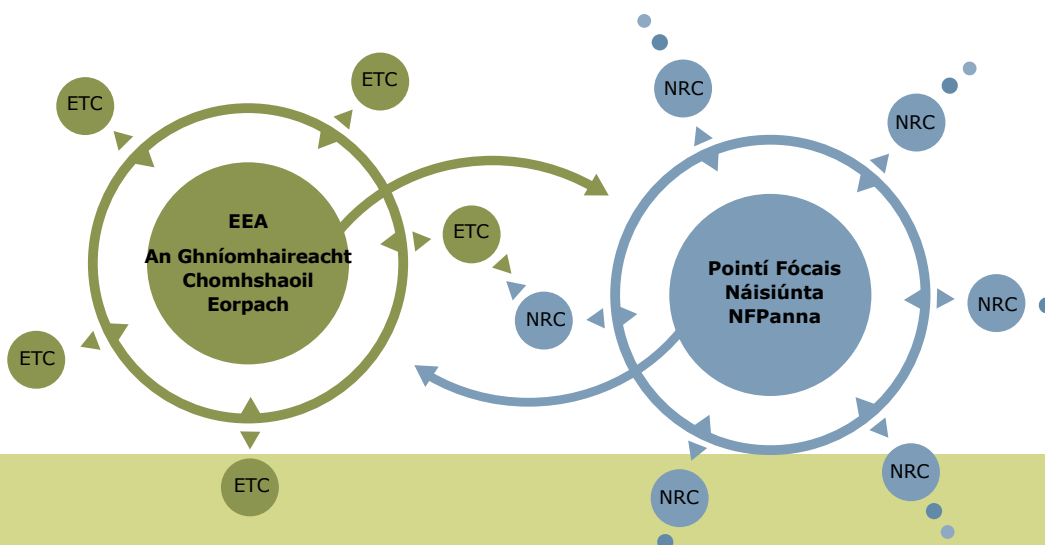 ETC
ETC
EEA
An Ghníomhaireacht
Chomhshaoil
Eorpach
ETC
ETC
ETC
NRC
NRC
NRC
Pointí Fócais
Náisiúnta
NFPanna
NRC
NRC
NRC